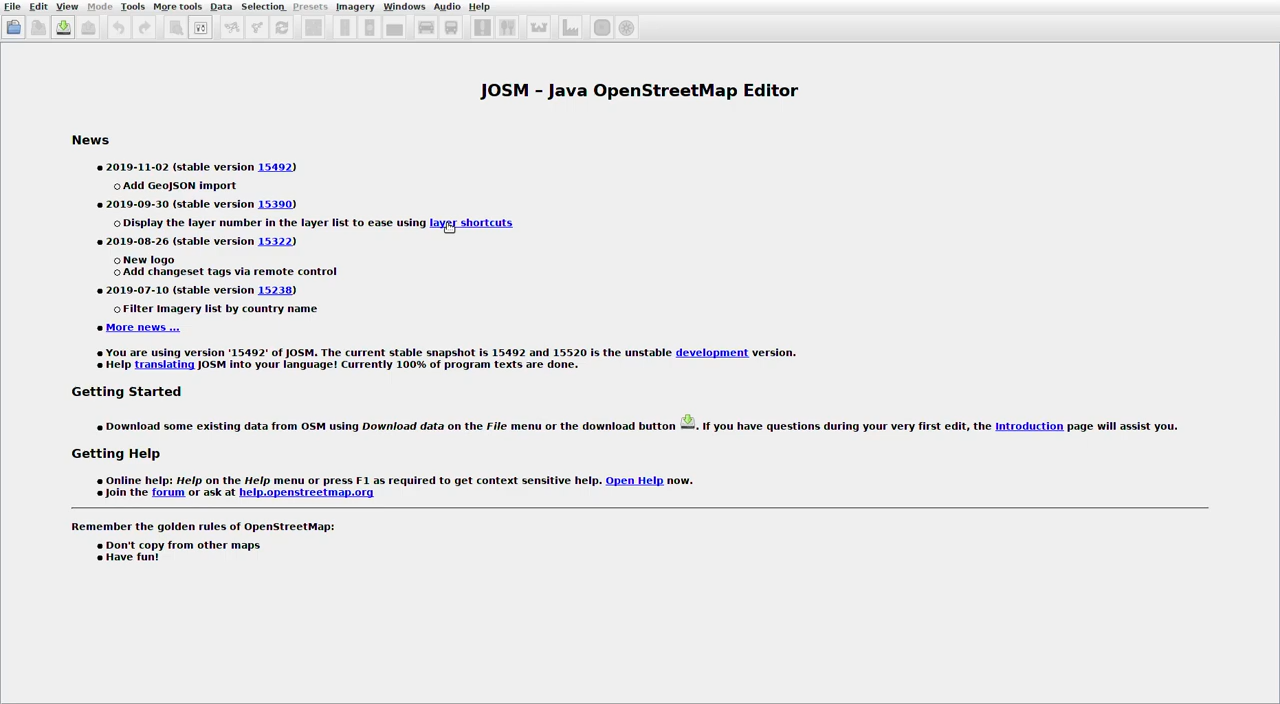 File Edit View Mode Tools More tools Data Selection Presets Imagery Windows Audio Help
JOSM – Java OpenStreetMap Editor
News
2019-11-02 (stable version 15492)
Add GeoJSON import
2019-09-30 (stable version 15390)
Display the layer number in the layer list to ease using layer shortcuts
2019-08-26 (stable version 15322)
New logo
Add changeset tags via remote control
2019-07-10 (stable version 15238)
Filter Imagery list by country name
More news ...
You are using version '15492' of JOSM. The current stable snapshot is 15492 and 15520 is the unstable development version.
Help translating JOSM into your language! Currently 100% of program texts are done.
Getting Started
Download some existing data from OSM using Download data on the File menu or the download button . If you have questions during your very first edit, the Introduction page will assist you.
Getting Help
Online help: Help on the Help menu or press F1 as required to get context sensitive help. Open Help now.
Join the forum or ask at help.openstreetmap.org
Remember the golden rules of OpenStreetMap:
Don't copy from other maps
Have fun!